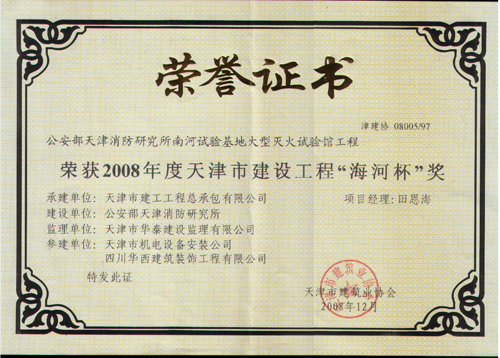 荣誉证书
津建协 08005/97
公安部天津消防研究所南河试验基地大型灭火试验馆工程
荣获2008年度天津市建设工程“海河杯”奖
承建单位:天津市建工工程总承包有限公司 项目经理:田恩海
建设单位:公安部天津消防研究所
监理单位:天津市华泰建设监理有限公司
参建单位:天津市机电设备安装公司
四川华西建筑装饰工程有限公司
特发此证
天津市建筑业协会
2008年12月
天津市建筑业协会